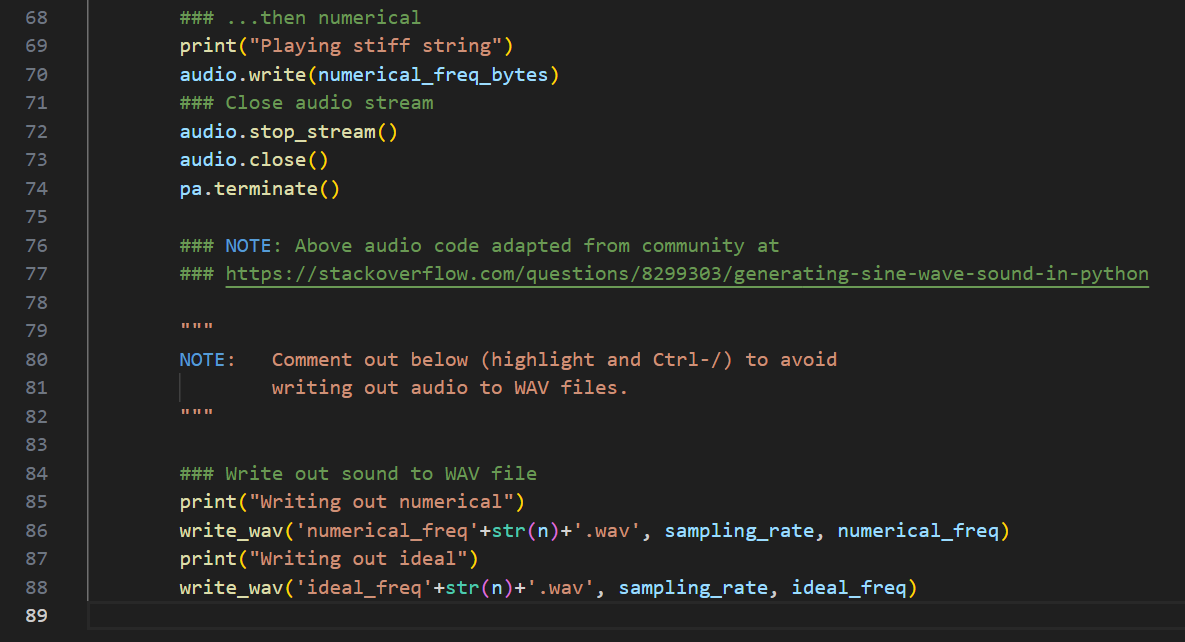 68 ### ...then numerical
69 print("Playing stiff string")
70 audio.write(numerical_freq_bytes)
71 ### Close audio stream
72 audio.stop_stream()
73 audio.close()
74 pa.terminate()
75
76 ### NOTE: Above audio code adapted from community at
77 ### https://stackoverflow.com/questions/8299303/generating-sine-wave-sound-in-python
78
79 """
80 NOTE:   Comment out below (highlight and Ctrl-/) to avoid
81         writing out audio to WAV files.
82 """
83
84 ### Write out sound to WAV file
85 print("Writing out numerical")
86 write_wav('numerical_freq'+str(n)+'.wav', sampling_rate, numerical_freq)
87 print("Writing out ideal")
88 write_wav('ideal_freq'+str(n)+'.wav', sampling_rate, ideal_freq)
89